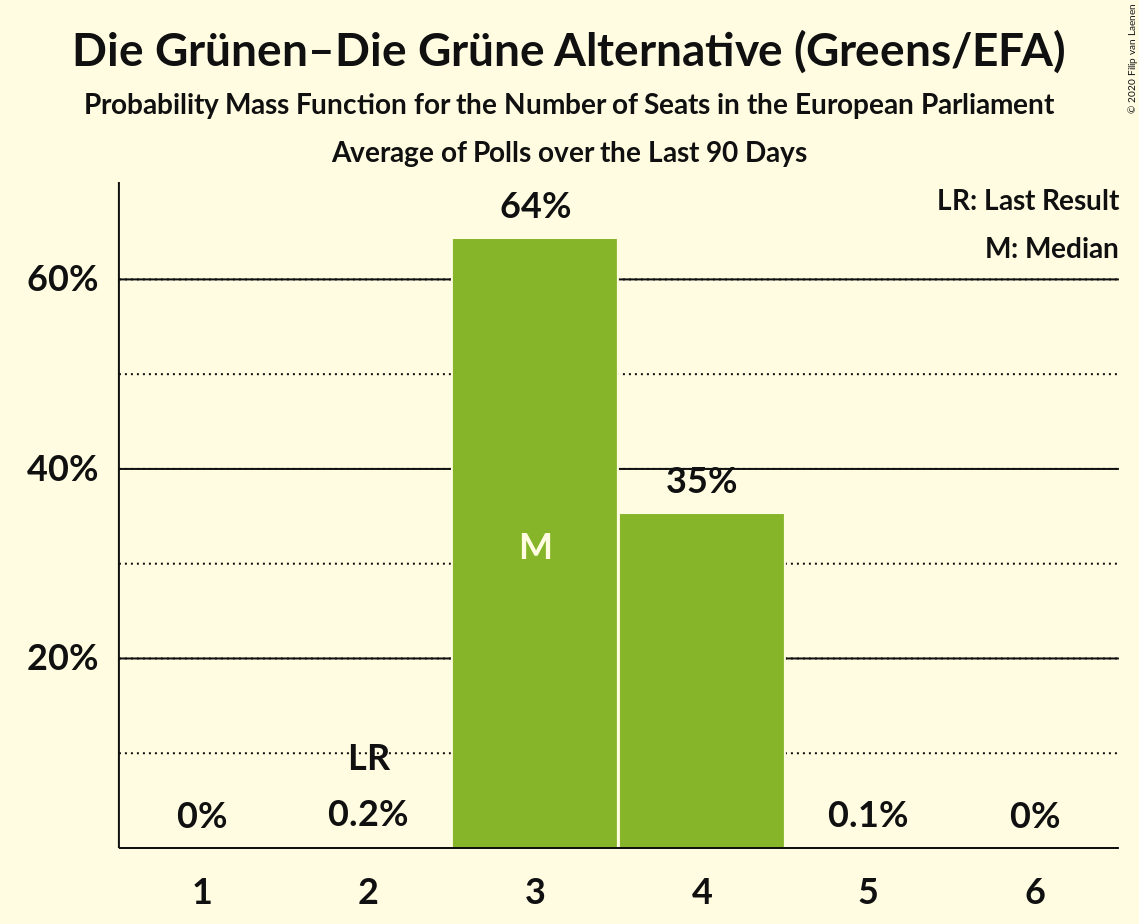 Die Grünen–Die Grüne Alternative (Greens/EFA)
Probability Mass Function for the Number of Seats in the European Parliament
Average of Polls over the Last 90 Days
© 2020 Filip van Laenen
LR: Last Result
M: Median
64%
60%
40%
35%
M
20%
LR
0% 0.2% 0.1% 0%
1 2 3 4 5 6